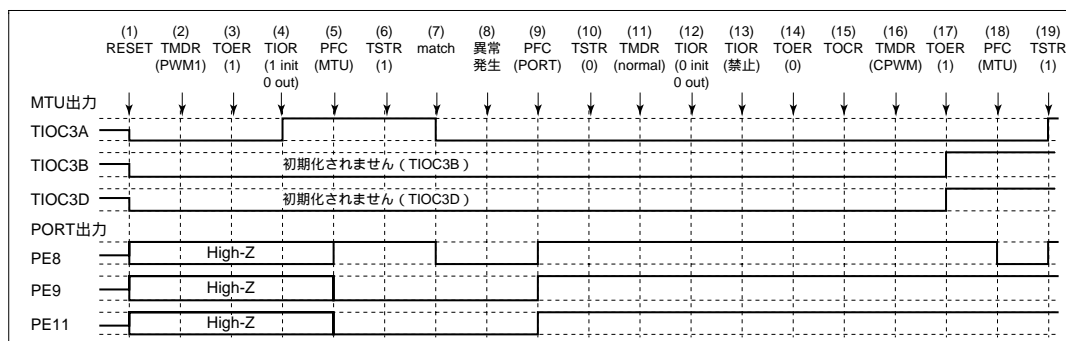 (1) (2) (3) (4) (5) (6) (7) (8) (9) (10) (11) (12) (13) (14) (15) (16) (17) (18) (19)
RESET TMDR TOER TIOR PFC TSTR match 異常 PFC TSTR TMDR TIOR TIOR TOER TOCR TMDR TOER PFC TSTR
(PWM1) (1) (1 init (MTU) (1) 発生 (PORT) (0) (normal) (0 init (禁止) (0) (CPWM) (1) (MTU) (1)
0 out) 0 out)
MTU出力
TIOC3A
TIOC3B 初期化されません（TIOC3B）
TIOC3D 初期化されません（TIOC3D）
PORT出力
PE8 High-Z
PE9 High-Z
PE11 High-Z